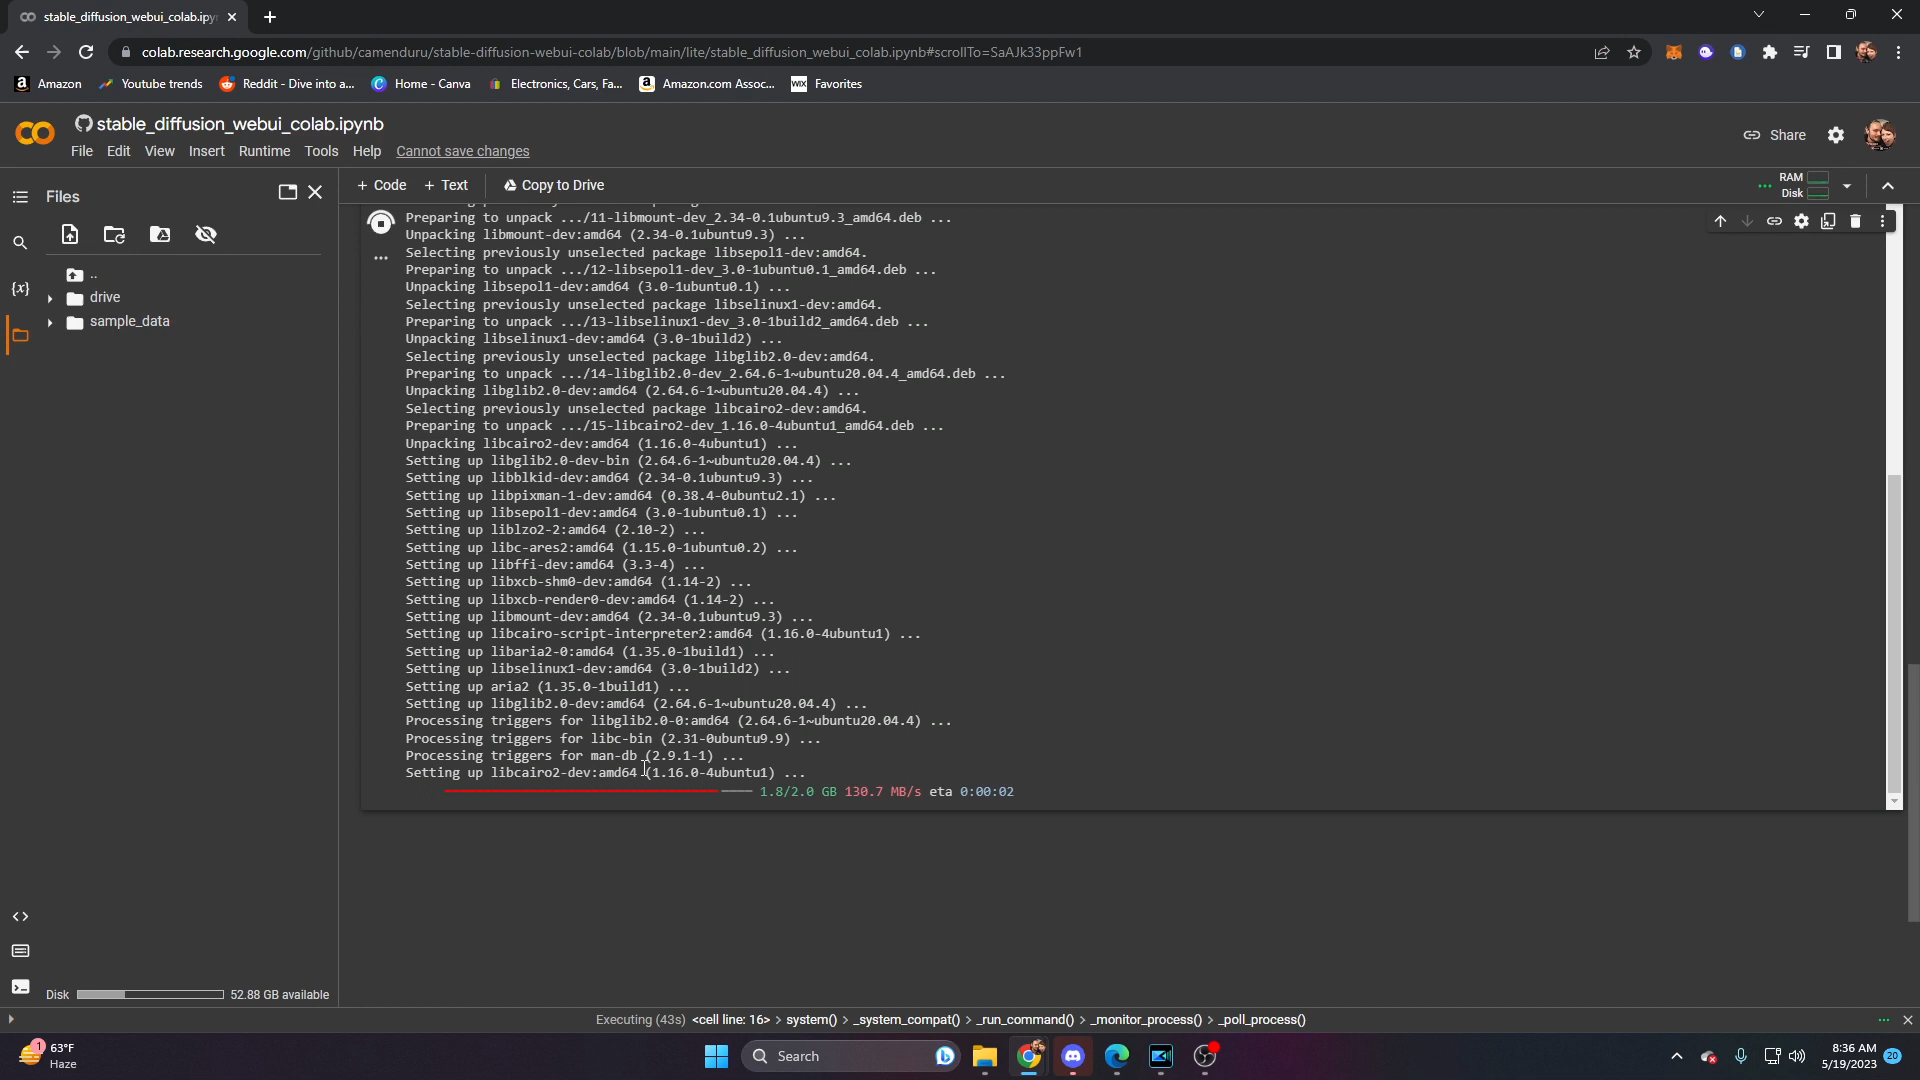 stable_diffusion_webui_colab.ipy
colab.research.google.com/github/camenduru/stable-diffusion-webui-colab/blob/main/lite/stable_diffusion_webui_colab.ipynb#scrollTo=SaAJk33ppFw1
Amazon Youtube trends Reddit - Dive into a... Home - Canva Electronics, Cars, Fa... Amazon.com Assoc... WIX Favorites
stable_diffusion_webui_colab.ipynb
Share
File Edit View Insert Runtime Tools Help Cannot save changes
Files
+ Code + Text Copy to Drive
RAM
Disk
..
drive
sample_data
{x}
Preparing to unpack .../11-libmount-dev_2.34-0.1ubuntu9.3_amd64.deb ...
Unpacking libmount-dev:amd64 (2.34-0.1ubuntu9.3) ...
Selecting previously unselected package libsepol1-dev:amd64.
Preparing to unpack .../12-libsepol1-dev_3.0-1ubuntu0.1_amd64.deb ...
Unpacking libsepol1-dev:amd64 (3.0-1ubuntu0.1) ...
Selecting previously unselected package libselinux1-dev:amd64.
Preparing to unpack .../13-libselinux1-dev_3.0-1build2_amd64.deb ...
Unpacking libselinux1-dev:amd64 (3.0-1build2) ...
Selecting previously unselected package libglib2.0-dev:amd64.
Preparing to unpack .../14-libglib2.0-dev_2.64.6-1~ubuntu20.04.4_amd64.deb ...
Unpacking libglib2.0-dev:amd64 (2.64.6-1~ubuntu20.04.4) ...
Selecting previously unselected package libcairo2-dev:amd64.
Preparing to unpack .../15-libcairo2-dev_1.16.0-4ubuntu1_amd64.deb ...
Unpacking libcairo2-dev:amd64 (1.16.0-4ubuntu1) ...
Setting up libglib2.0-dev-bin (2.64.6-1~ubuntu20.04.4) ...
Setting up libblkid-dev:amd64 (2.34-0.1ubuntu9.3) ...
Setting up libpixman-1-dev:amd64 (0.38.4-0ubuntu2.1) ...
Setting up libsepol1-dev:amd64 (3.0-1ubuntu0.1) ...
Setting up liblzo2-2:amd64 (2.10-2) ...
Setting up libc-ares2:amd64 (1.15.0-1ubuntu0.2) ...
Setting up libffi-dev:amd64 (3.3-4) ...
Setting up libxcb-shm0-dev:amd64 (1.14-2) ...
Setting up libxcb-render0-dev:amd64 (1.14-2) ...
Setting up libmount-dev:amd64 (2.34-0.1ubuntu9.3) ...
Setting up libcairo-script-interpreter2:amd64 (1.16.0-4ubuntu1) ...
Setting up libaria2-0:amd64 (1.35.0-1build1) ...
Setting up libselinux1-dev:amd64 (3.0-1build2) ...
Setting up aria2 (1.35.0-1build1) ...
Setting up libglib2.0-dev:amd64 (2.64.6-1~ubuntu20.04.4) ...
Processing triggers for libglib2.0-0:amd64 (2.64.6-1~ubuntu20.04.4) ...
Processing triggers for libc-bin (2.31-0ubuntu9.9) ...
Processing triggers for man-db (2.9.1-1) ...
Setting up libcairo2-dev:amd64 (1.16.0-4ubuntu1) ...
1.8/2.0 GB 130.7 MB/s eta 0:00:02
Disk 52.88 GB available
Executing (43s) <cell line: 16> > system() > _system_compat() > _run_command() > _monitor_process() > _poll_process()
1
63°F
Haze
Search
8:36 AM
5/19/2023
20